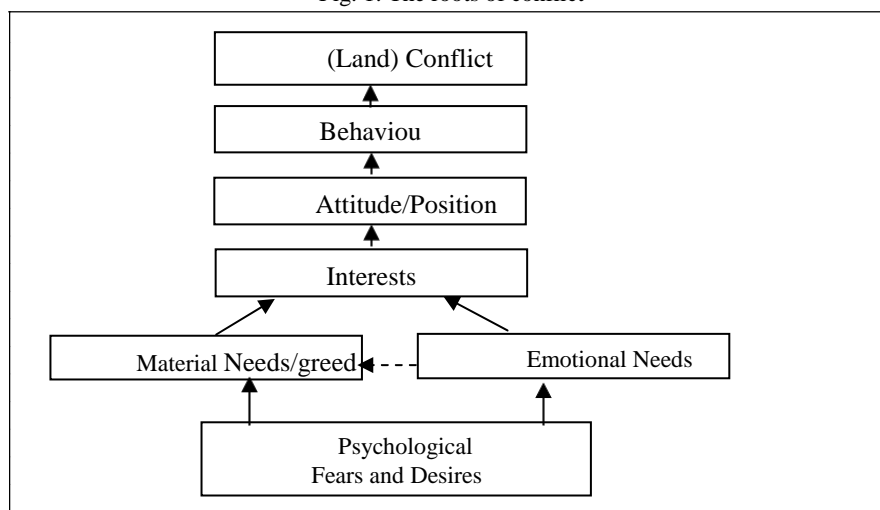 (Land) Conflict
Behaviou
Attitude/Position
Interests
Material Needs/greed
Emotional Needs
Psychological
Fears and Desires